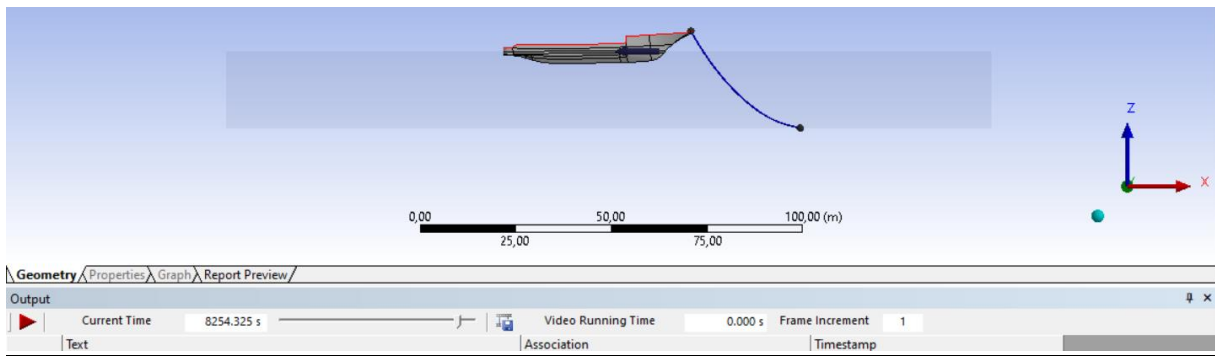 Z
X
0,00 50,00 100,00 (m)
25,00 75,00
Geometry Properties Graph Report Preview
Output
Current Time 8254.325 s Video Running Time 0.000 s Frame Increment 1
Text Association Timestamp